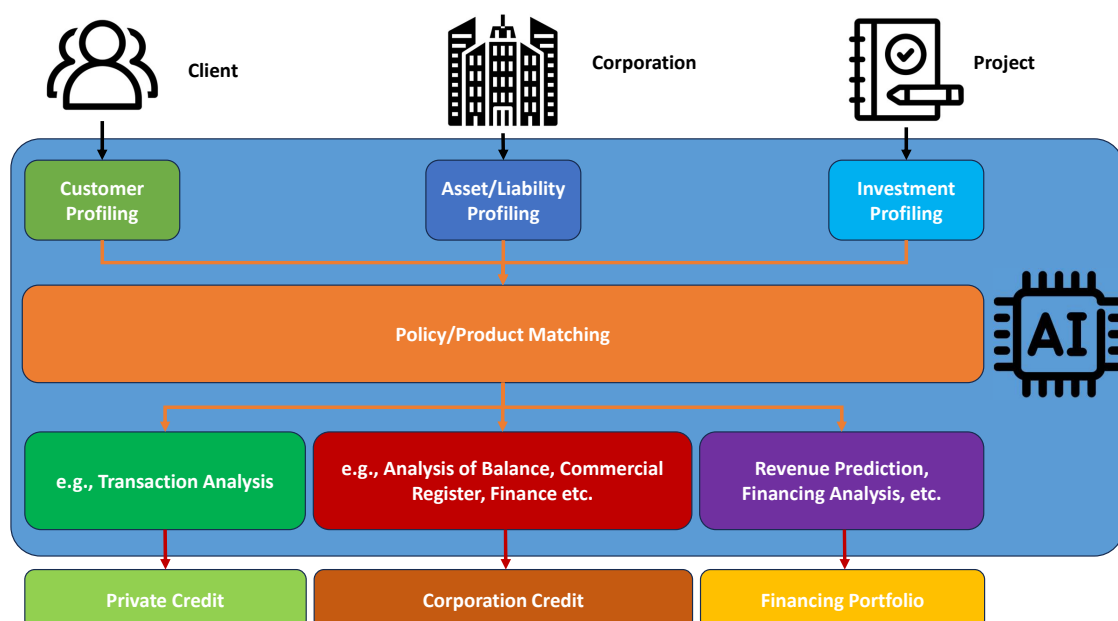 Client
Corporation
Project
Customer
Profiling
Asset/Liability
Profiling
Investment
Profiling
Policy/Product Matching
AI
e.g., Transaction Analysis
e.g., Analysis of Balance, Commercial
Register, Finance etc.
Revenue Prediction,
Financing Analysis, etc.
Private Credit
Corporation Credit
Financing Portfolio